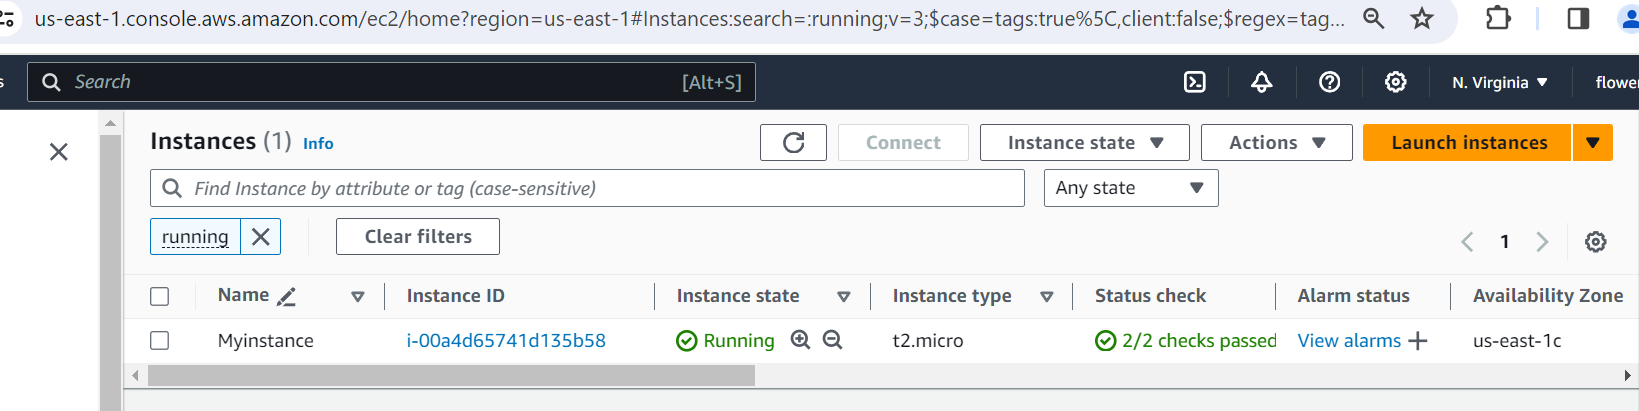 us-east-1.console.aws.amazon.com/ec2/home?region=us-east-1#Instances:search=:running;v=3;$case=tags:true%5C,client:false;$regex=tag...
s Search [Alt+S] N. Virginia flower
Instances (1) Info Connect Instance state Actions Launch instances
Find Instance by attribute or tag (case-sensitive) Any state
running Clear filters 1
Name Instance ID Instance state Instance type Status check Alarm status Availability Zone
Myinstance i-00a4d65741d135b58 Running t2.micro 2/2 checks passed View alarms us-east-1c